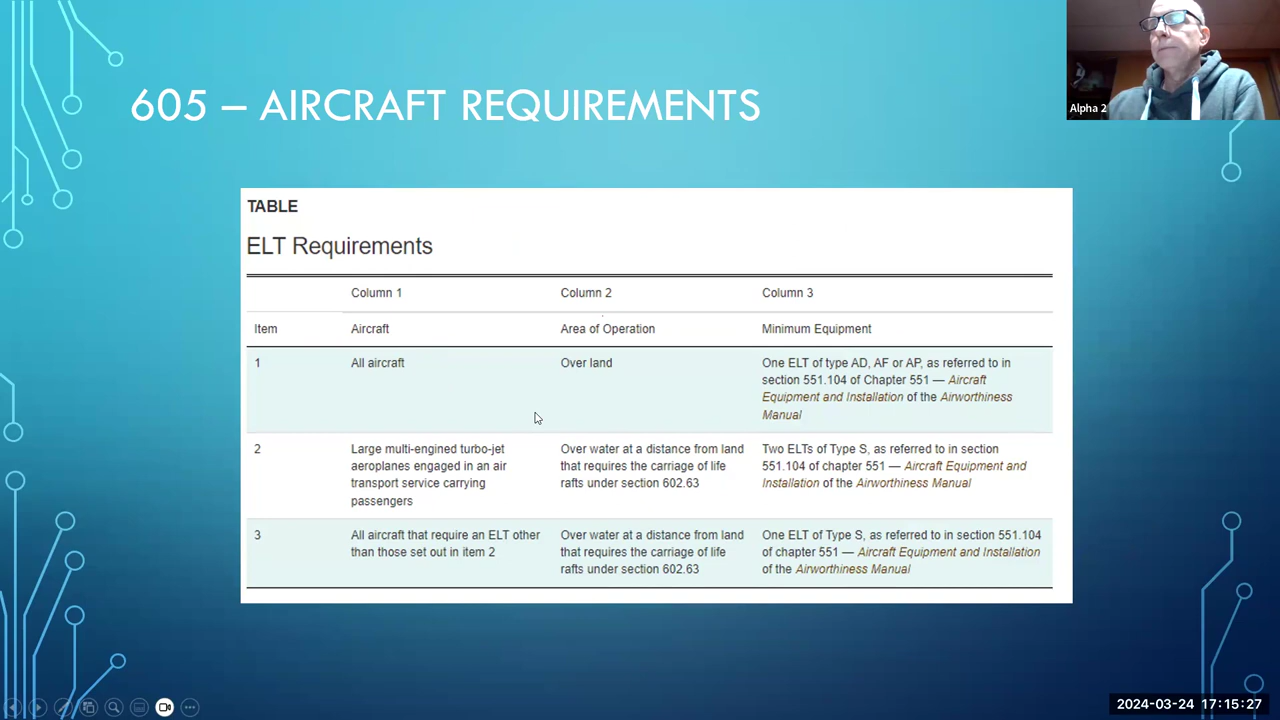 605 – AIRCRAFT REQUIREMENTS
Alpha 2
TABLE
ELT Requirements
Column 1 Column 2 Column 3
Item Aircraft Area of Operation Minimum Equipment
1 All aircraft Over land One ELT of type AD, AF or AP, as referred to in
section 551.104 of Chapter 551 — Aircraft
Equipment and Installation of the Airworthiness
Manual
2 Large multi-engined turbo-jet Over water at a distance from land Two ELTs of Type S, as referred to in section
aeroplanes engaged in an air that requires the carriage of life 551.104 of chapter 551 — Aircraft Equipment and
transport service carrying rafts under section 602.63 Installation of the Airworthiness Manual
passengers
3 All aircraft that require an ELT other Over water at a distance from land One ELT of Type S, as referred to in section 551.104
than those set out in item 2 that requires the carriage of life of chapter 551 — Aircraft Equipment and Installation
rafts under section 602.63 of the Airworthiness Manual
2024-03-24 17:15:27